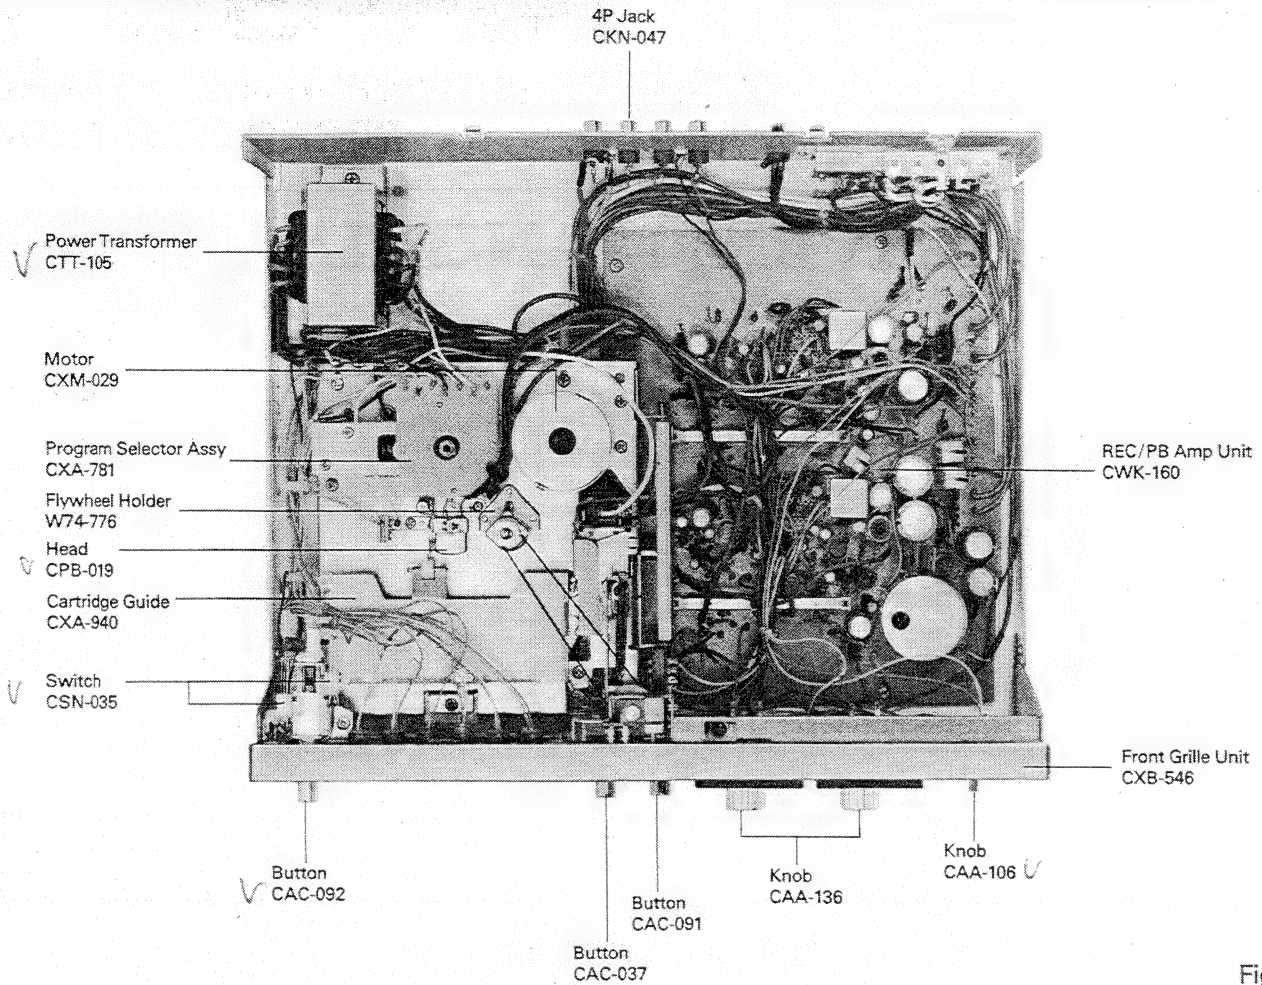 4P Jack
CKN-047
Power Transformer
CTT-105
Motor
CXM-029
Program Selector Assy
CXA-781
Flywheel Holder
W74-776
Head
CPB-019
Cartridge Guide
CXA-940
Switch
CSN-035
REC/PB Amp Unit
CWK-160
Front Grille Unit
CXB-546
Button
CAC-092
Button
CAC-037
Button
CAC-091
Knob
CAA-136
Knob
CAA-106